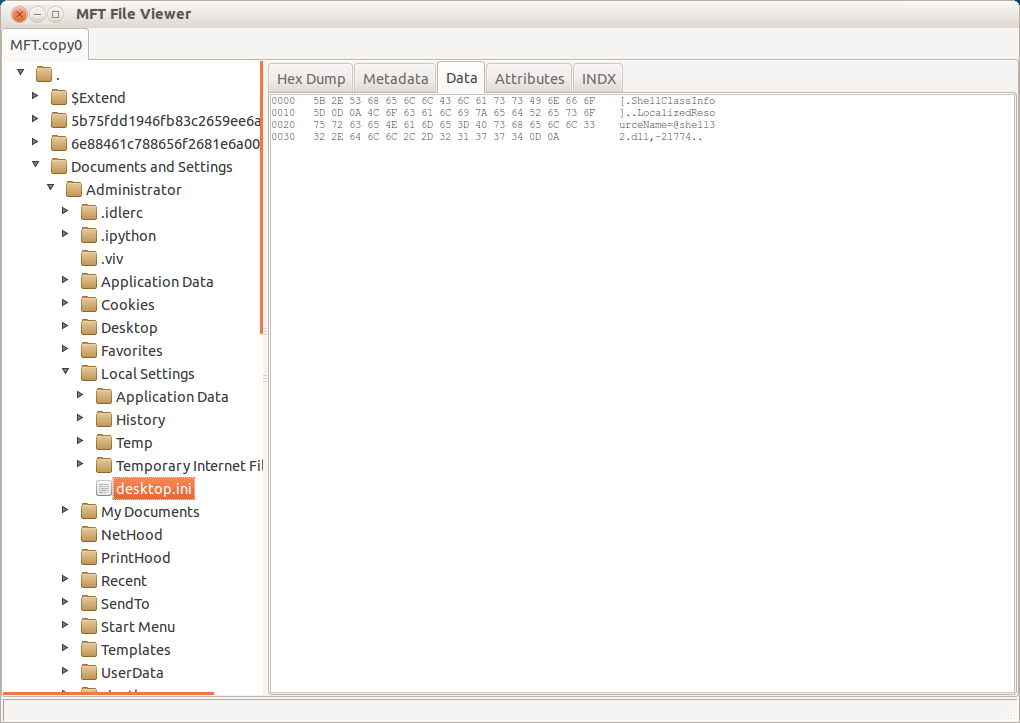 MFT File Viewer
MFT.copy0
.
$Extend
5b75fdd1946fb83c2659ee6a
6e88461c788656f2681e6a00
Documents and Settings
Administrator
.idlerc
.ipython
.viv
Application Data
Cookies
Desktop
Favorites
Local Settings
Application Data
History
Temp
Temporary Internet Fil
desktop.ini
My Documents
NetHood
PrintHood
Recent
SendTo
Start Menu
Templates
UserData
Hex Dump Metadata Data Attributes INDX
0000 5B 2E 53 68 65 6C 6C 43 6C 61 73 73 49 6E 66 6F [.ShellClassInfo
0010 5D 0D 0A 4C 6F 63 61 6C 69 7A 65 64 52 65 73 6F ]..LocalizedReso
0020 75 72 63 65 4E 61 6D 65 3D 40 73 68 65 6C 6C 33 urceName=@shell3
0030 32 2E 64 6C 6C 2C 2D 32 31 37 37 34 0D 0A 2.dll,-21774..